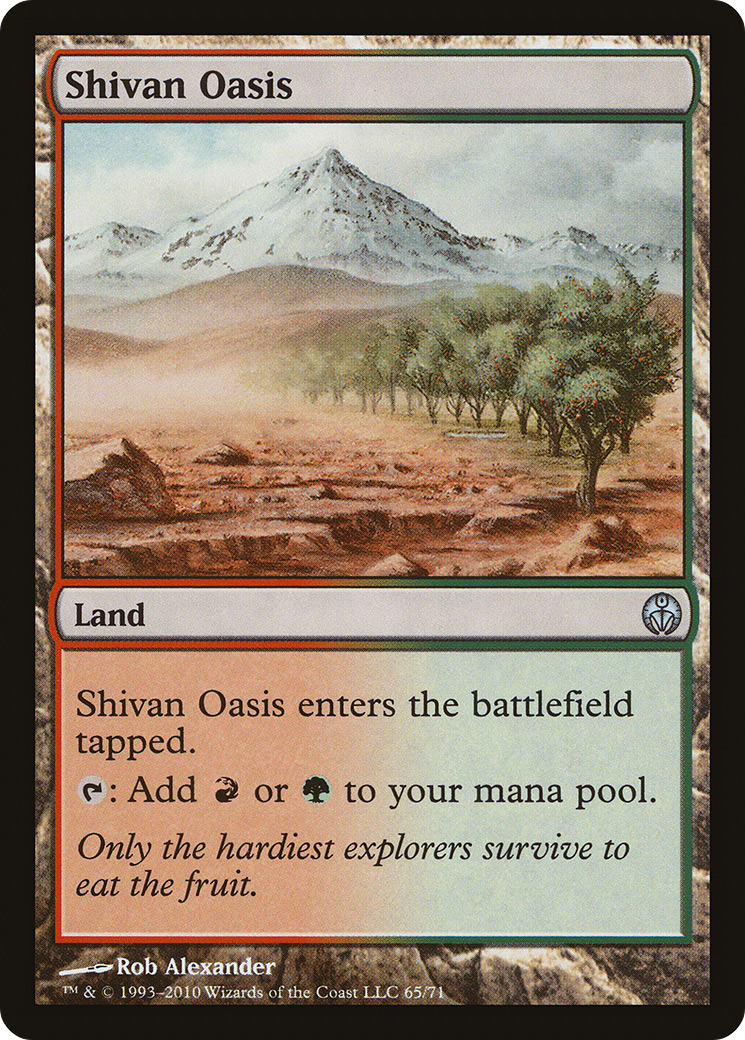 Shivan Oasis
Land
Shivan Oasis enters the battlefield
tapped.
: Add or to your mana pool.
Only the hardiest explorers survive to
eat the fruit.
Rob Alexander
™ & © 1993–2010 Wizards of the Coast LLC 65/71